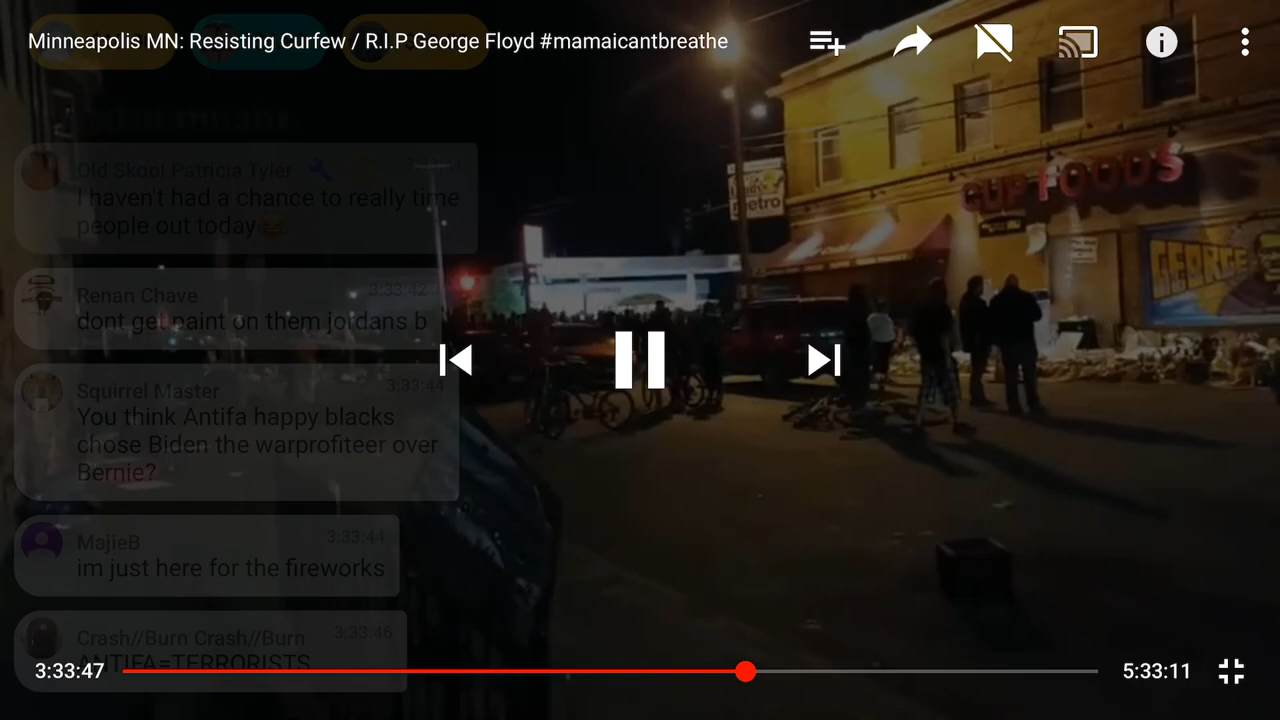 Minneapolis MN: Resisting Curfew / R.I.P George Floyd #mamaicantbreathe
Old Skool Patricia Tyler
I haven't had a chance to really time
people out today
Renan Chave 3:33:42
dont get paint on them jordans b
Squirrel Master 3:33:44
You think Antifa happy blacks
chose Biden the warprofiteer over
Bernie?
MajieB 3:33:44
im just here for the fireworks
Crash//Burn Crash//Burn 3:33:46
ANTIFA=TERRORISTS
metro
CUP FOODS
GEORGE
3:33:47
5:33:11